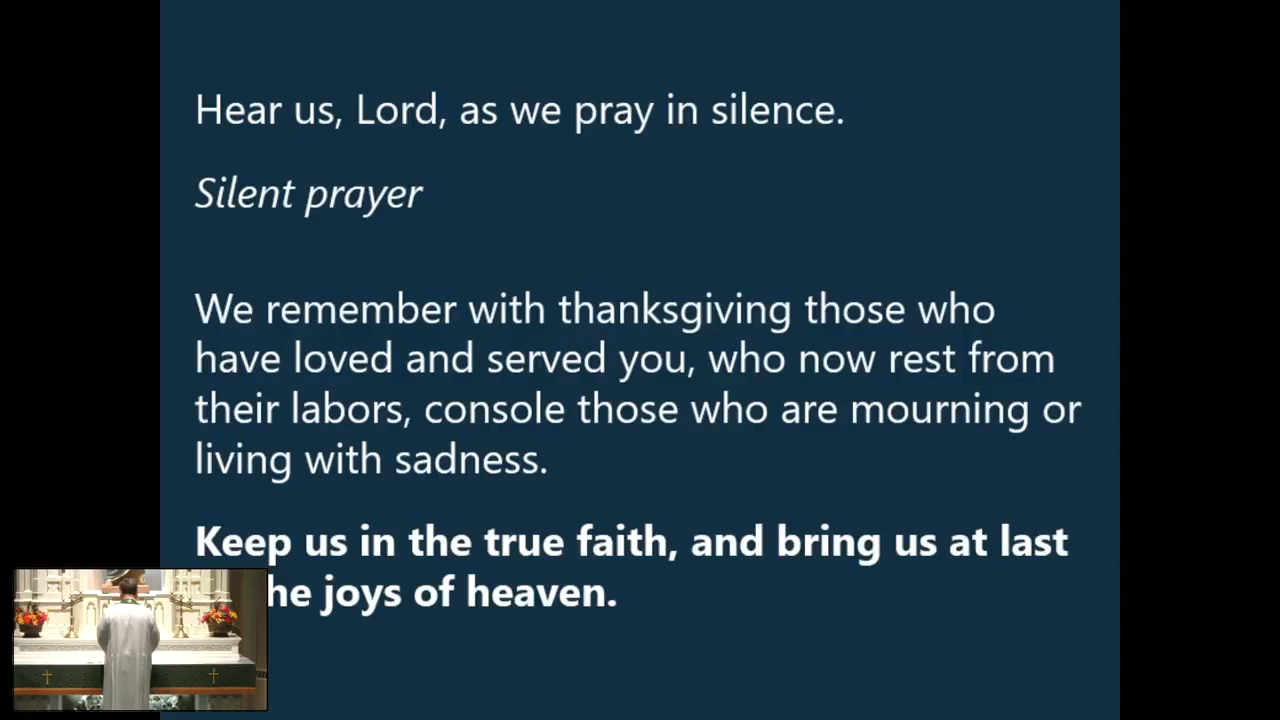 Hear us, Lord, as we pray in silence.
Silent prayer
We remember with thanksgiving those who
have loved and served you, who now rest from
their labors, console those who are mourning or
living with sadness.
Keep us in the true faith, and bring us at last
he joys of heaven.